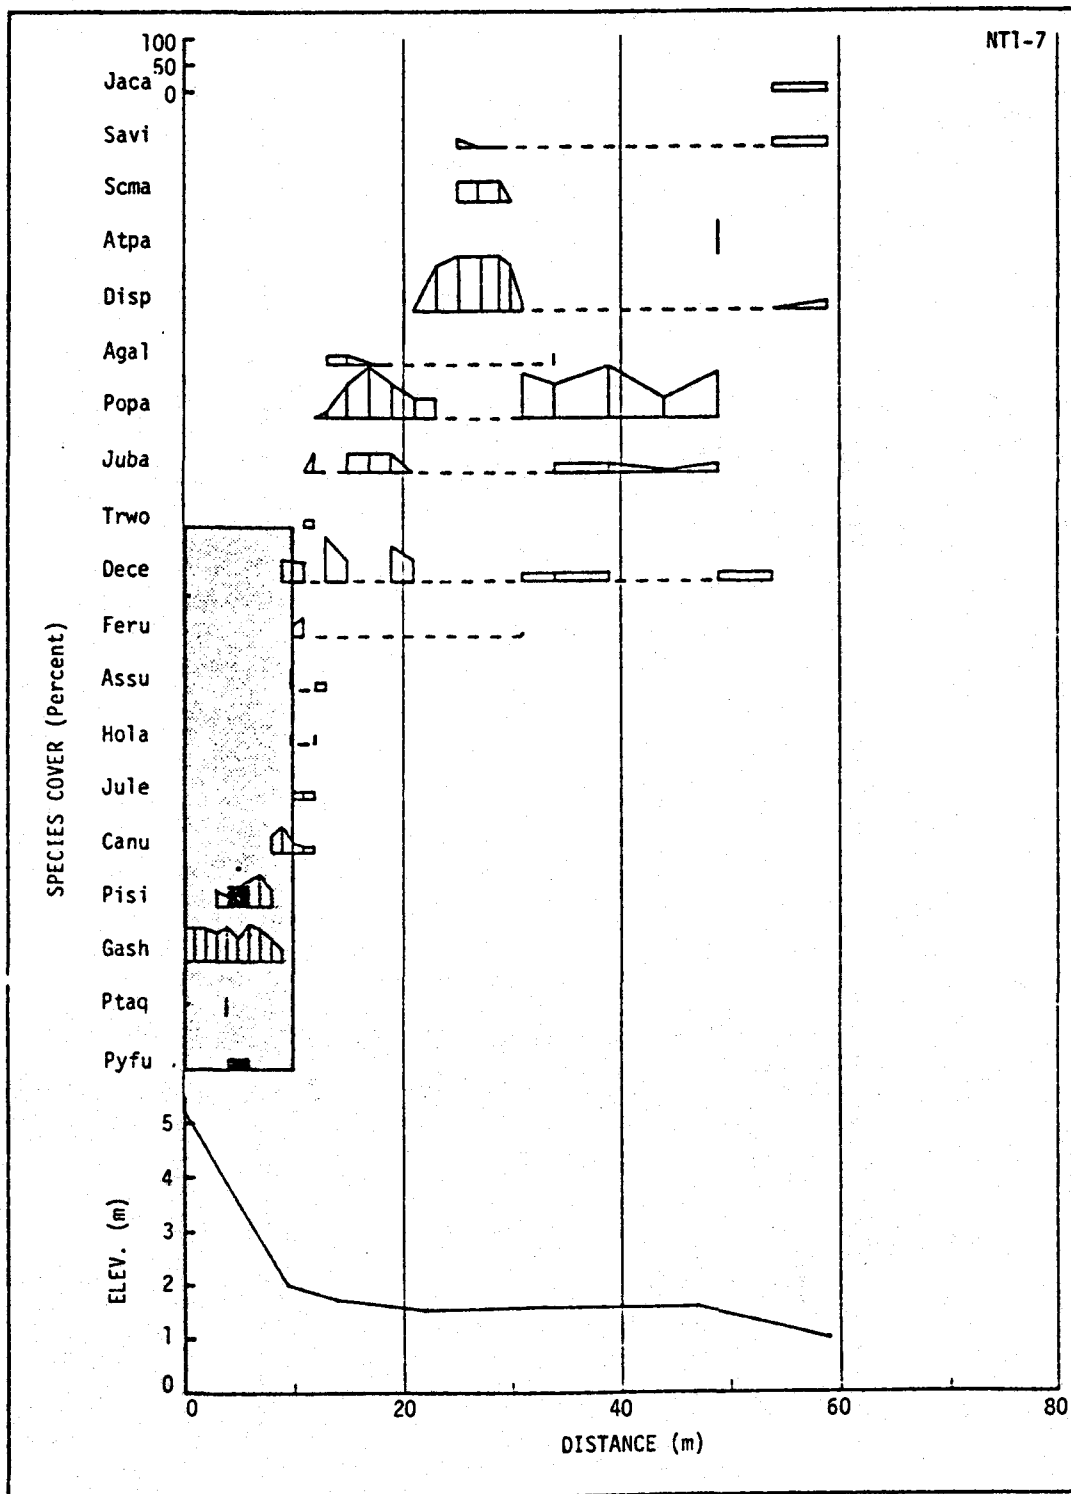 NT1-7
100
50
0
Jaca
Savi
Scma
Atpa
Disp
Agal
Popa
Juba
Trwo
Dece
Feru
Assu
Hola
Jule
Canu
Pisi
Gash
Ptaq
Pyfu
SPECIES COVER (Percent)
5
4
3
2
1
0
ELEV. (m)
0 20 40 60 80
DISTANCE (m)